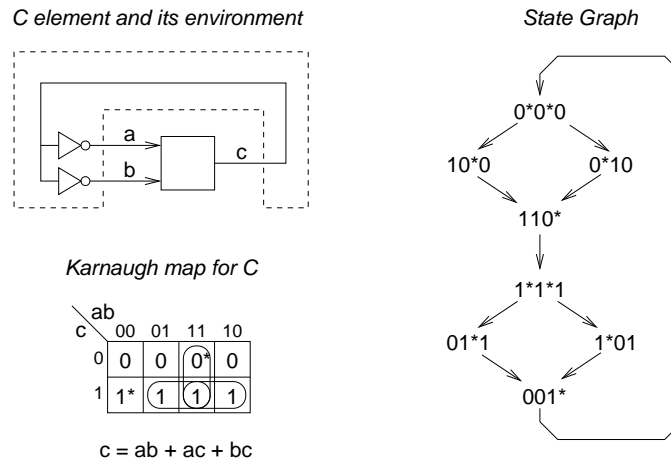 C element and its environment
a
b
c
Karnaugh map for C
ab
c 00 01 11 10
0 0 0 0* 0
1 1* 1 1 1
c = ab + ac + bc
State Graph
0*0*0
10*0 0*10
110*
1*1*1
01*1 1*01
001*